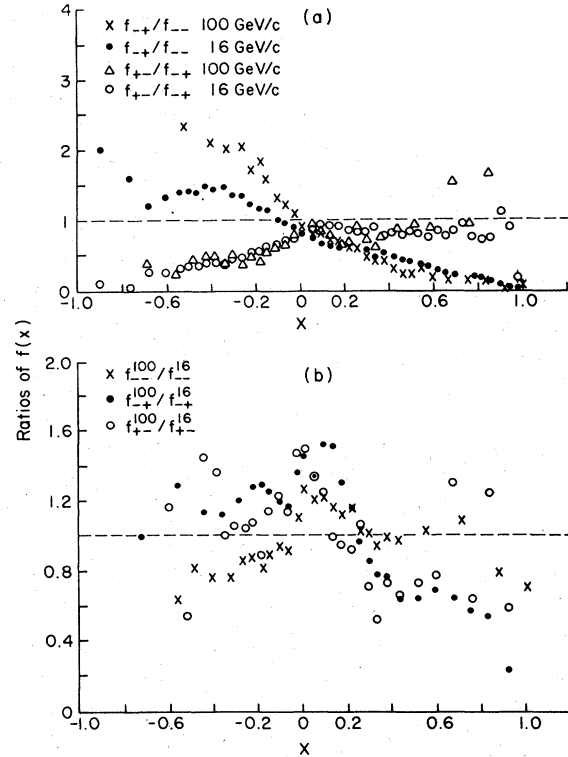 (a)
4
× f₋₊/f₋₋ 100 GeV/c
• f₋₊/f₋₋ 16 GeV/c
△ f₊₋/f₋₊ 100 GeV/c
○ f₊₋/f₋₊ 16 GeV/c
3
2
1
0
-1.0 -0.6 -0.2 0 0.2 0.6 1.0
X
Ratios of f(x)
(b)
2.0
× f₋₋¹⁰⁰/f₋₋¹⁶
• f₋₊¹⁰⁰/f₋₊¹⁶
○ f₊₋¹⁰⁰/f₊₋¹⁶
1.6
1.2
0.8
0.4
0
-1.0 -0.6 -0.2 0 0.2 0.6 1.0
X